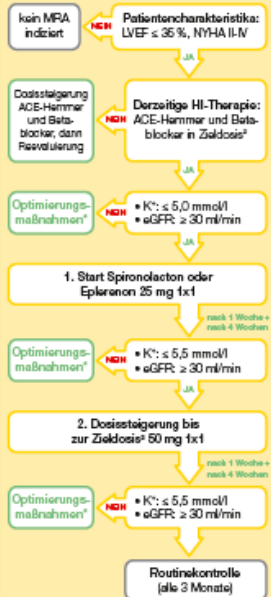 kein MRA
indiziert
NEIN
Patientencharakteristika:
LVEF ≤ 35 %, NYHA II-IV
JA
Dosissteigerung
ACE-Hemmer
und Beta-
blocker, dann
Reevaluierung
NEIN
Derzeitige HI-Therapie:
ACE-Hemmer und Beta-
blocker in Zieldosis²
JA
Optimierungs-
maßnahmen*
NEIN
• K⁺: ≤ 5,0 mmol/l
• eGFR: ≥ 30 ml/min
JA
1. Start Spironolacton oder
Eplerenon 25 mg 1x1
nach 1 Woche +
nach 4 Wochen
Optimierungs-
maßnahmen*
NEIN
• K⁺: ≤ 5,5 mmol/l
• eGFR: ≥ 30 ml/min
JA
2. Dosissteigerung bis
zur Zieldosis² 50 mg 1x1
nach 1 Woche +
nach 4 Wochen
Optimierungs-
maßnahmen*
NEIN
• K⁺: ≤ 5,5 mmol/l
• eGFR: ≥ 30 ml/min
Routinekontrolle
(alle 3 Monate)